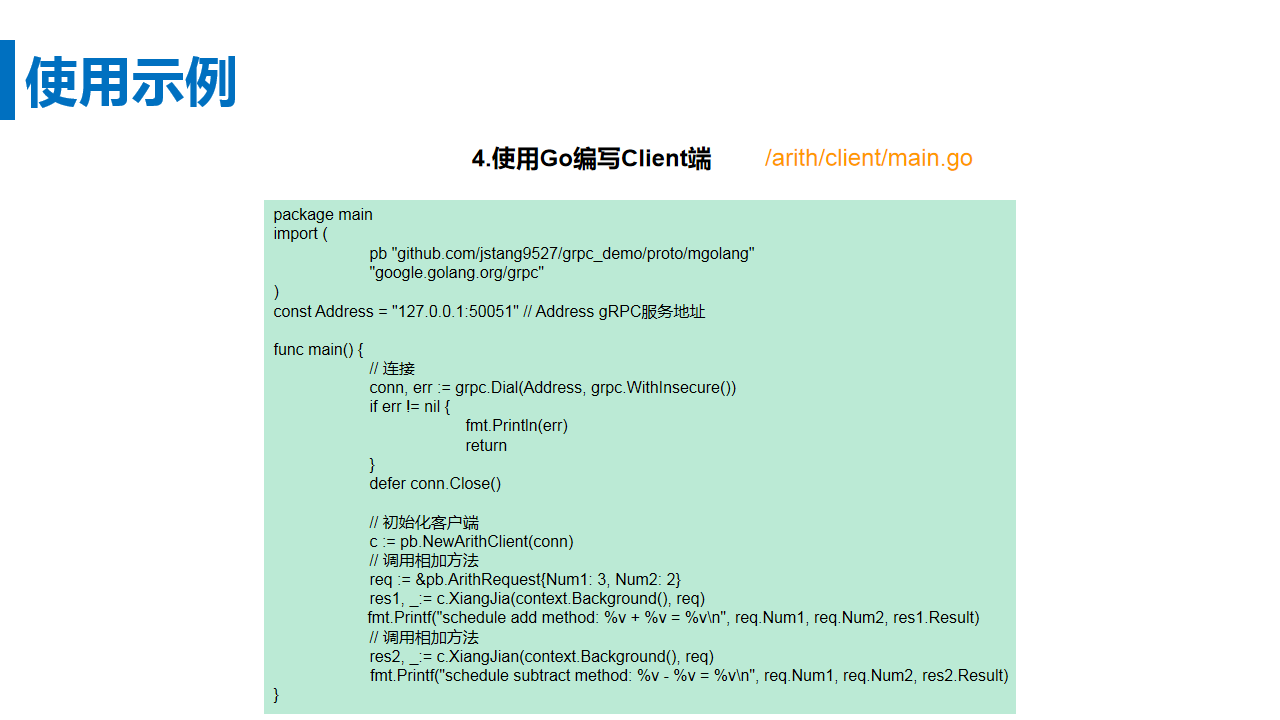 使用示例
4.使用Go编写Client端 /arith/client/main.go
package main
import (
pb "github.com/jstang9527/grpc_demo/proto/mgolang"
"google.golang.org/grpc"
)
const Address = "127.0.0.1:50051" // Address gRPC服务地址
func main() {
// 连接
conn, err := grpc.Dial(Address, grpc.WithInsecure())
if err != nil {
fmt.Println(err)
return
}
defer conn.Close()
// 初始化客户端
c := pb.NewArithClient(conn)
// 调用相加方法
req := &pb.ArithRequest{Num1: 3, Num2: 2}
res1, _:= c.XiangJia(context.Background(), req)
fmt.Printf("schedule add method: %v + %v = %v\n", req.Num1, req.Num2, res1.Result)
// 调用相加方法
res2, _:= c.XiangJian(context.Background(), req)
fmt.Printf("schedule subtract method: %v - %v = %v\n", req.Num1, req.Num2, res2.Result)
}